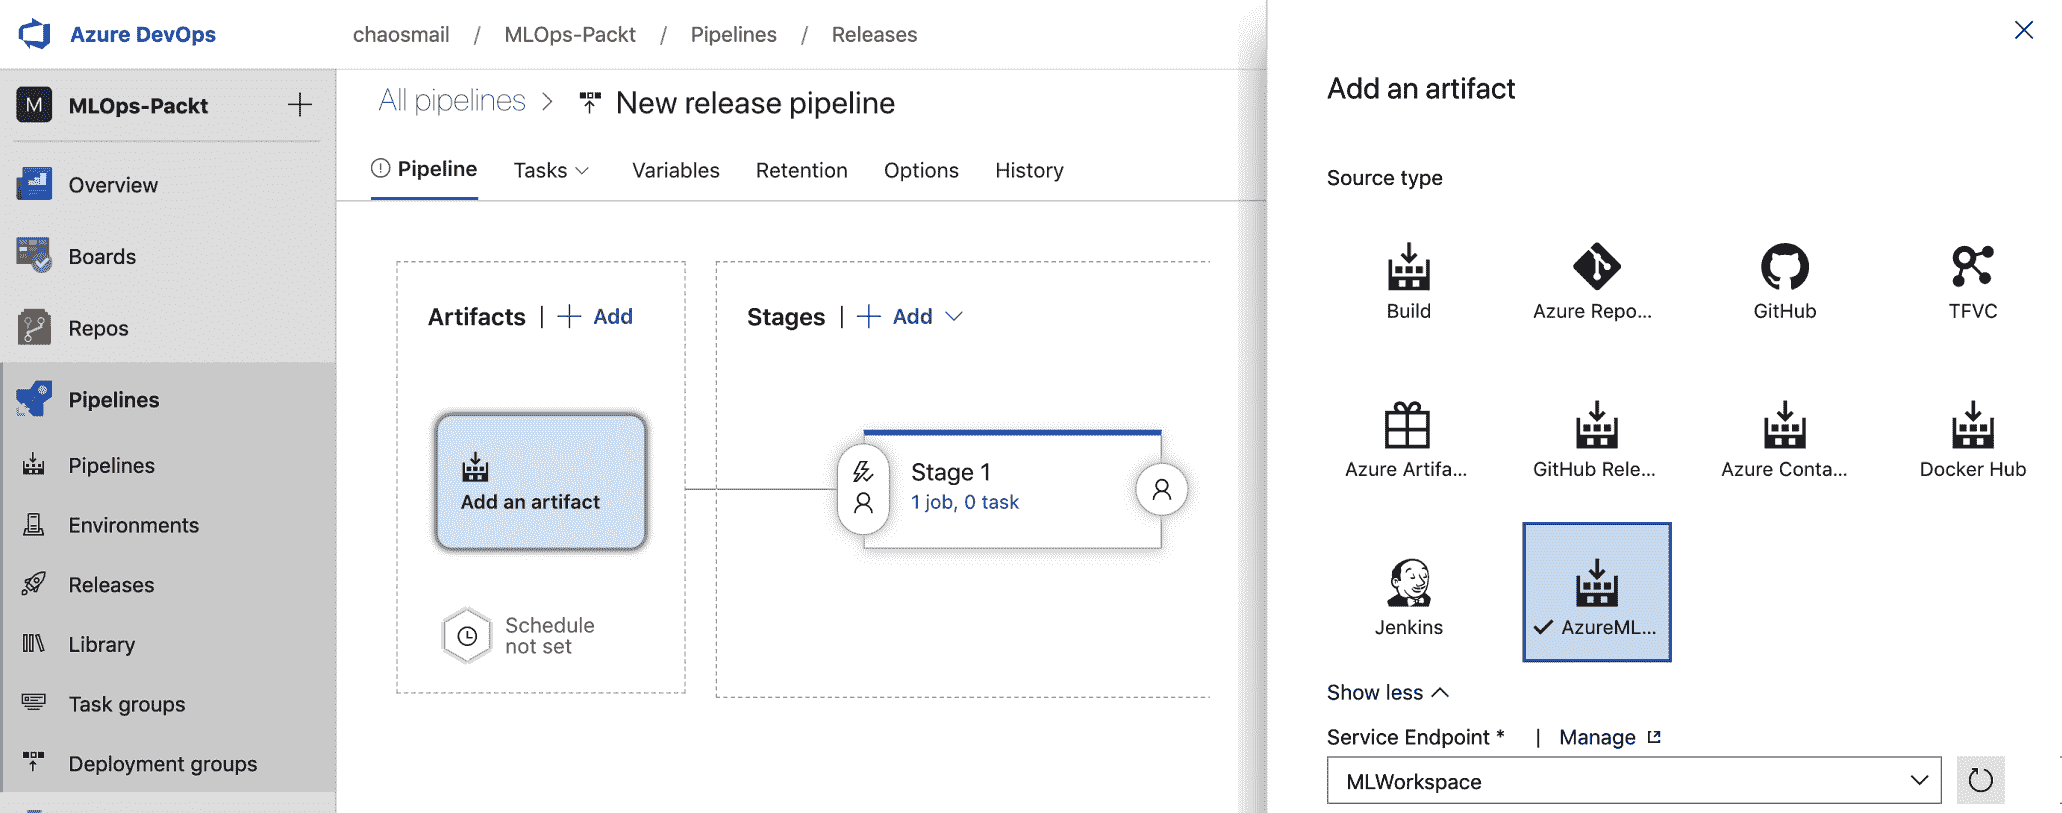 Azure DevOps
chaosmail / MLOps-Packt / Pipelines / Releases
M MLOps-Packt
Overview
Boards
Repos
Pipelines
Pipelines
Environments
Releases
Library
Task groups
Deployment groups
All pipelines > New release pipeline
Pipeline Tasks Variables Retention Options History
Artifacts | + Add
Add an artifact
Schedule
not set
Stages | + Add
Stage 1
1 job, 0 task
Add an artifact
Source type
Build Azure Repo... GitHub TFVC
Azure Artifa... GitHub Rele... Azure Conta... Docker Hub
Jenkins AzureML...
Show less
Service Endpoint * | Manage
MLWorkspace